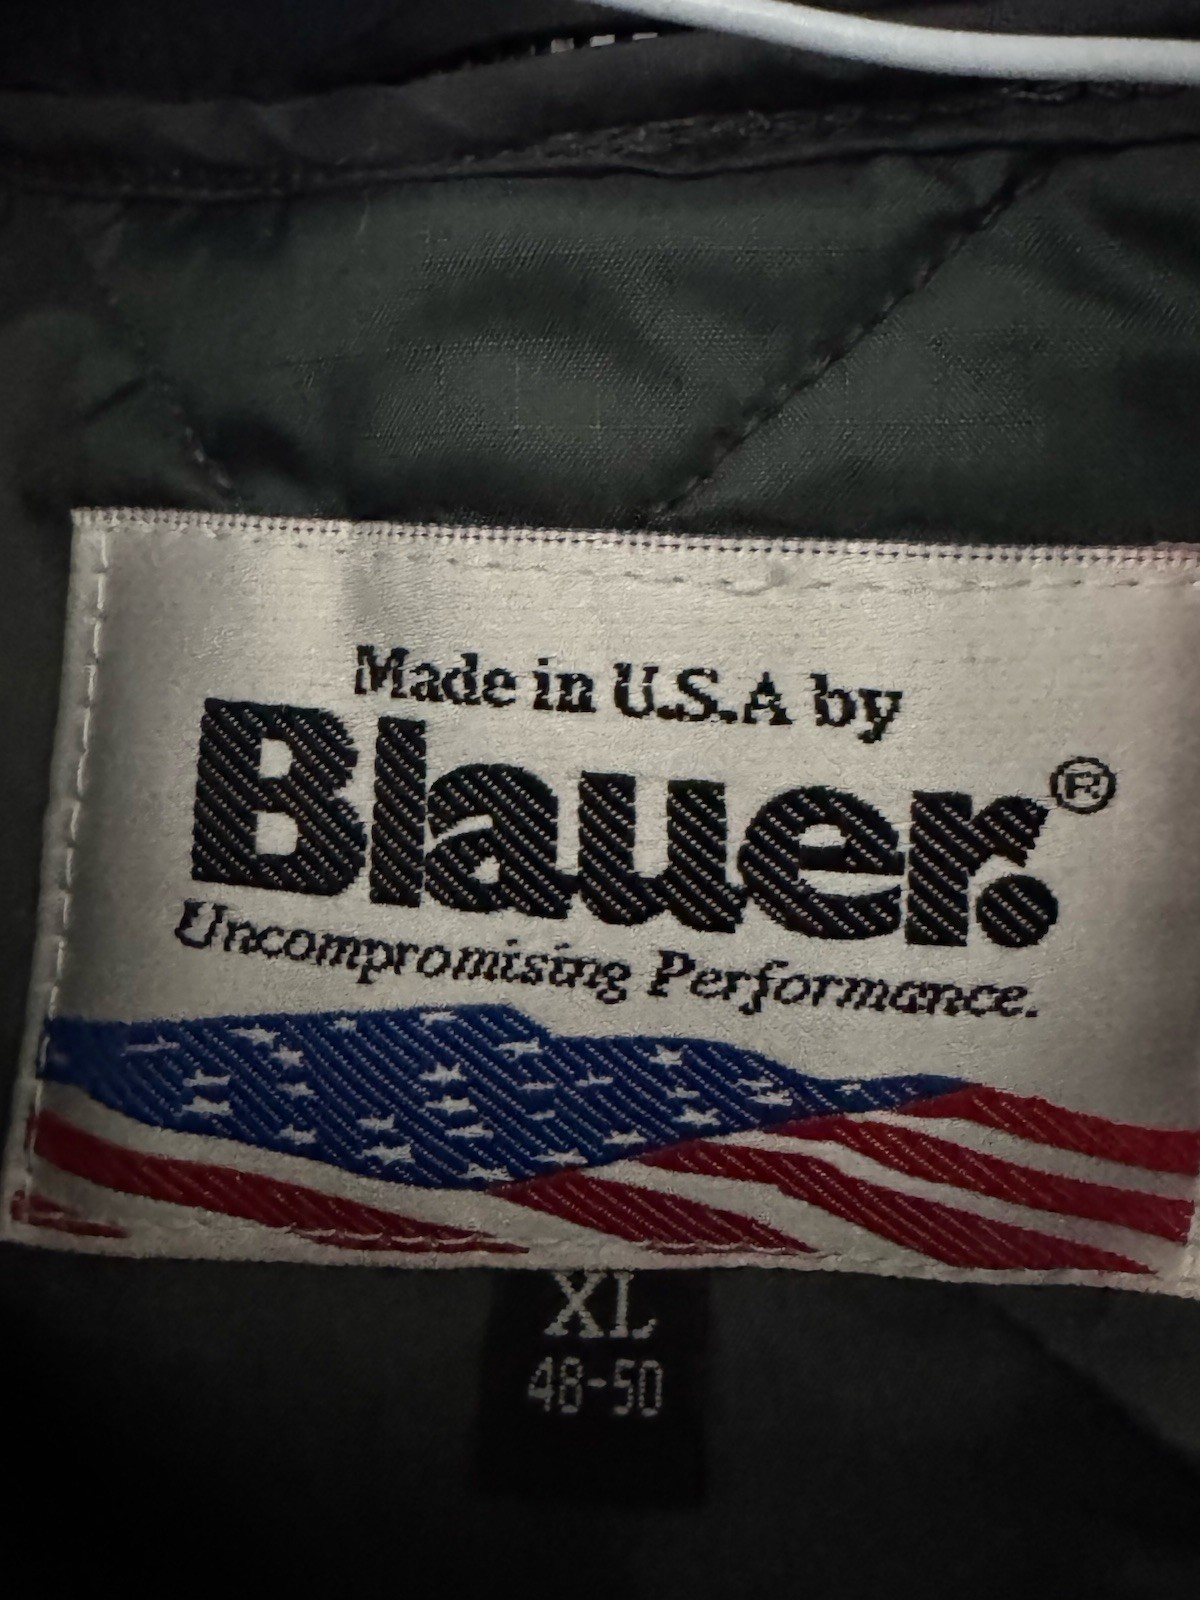 Made in U.S.A by
Blauer.®
Uncompromising Performance.
XL
48-50